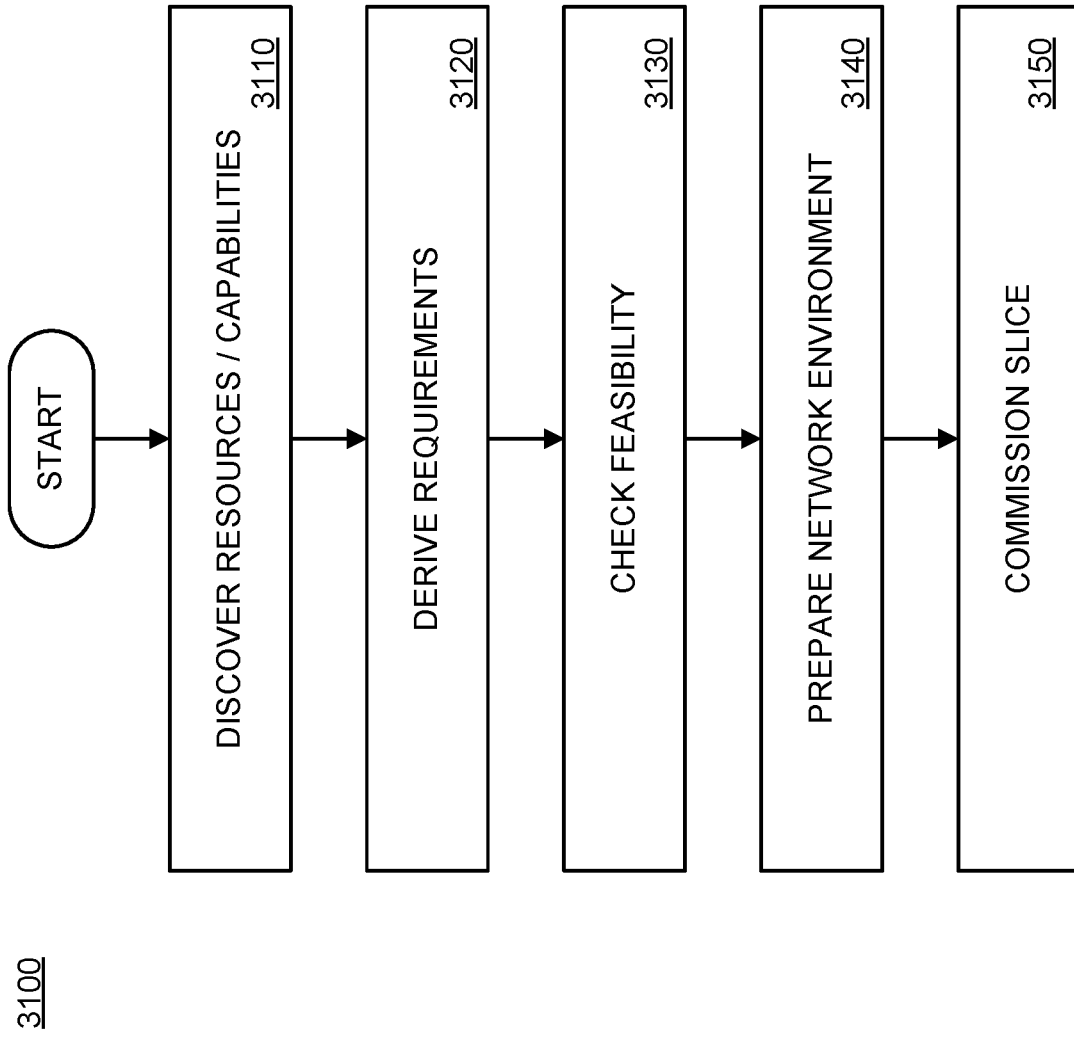 3100
START
DISCOVER RESOURCES / CAPABILITIES
3110
DERIVE REQUIREMENTS
3120
CHECK FEASIBILITY
3130
PREPARE NETWORK ENVIRONMENT
3140
COMMISSION SLICE
3150